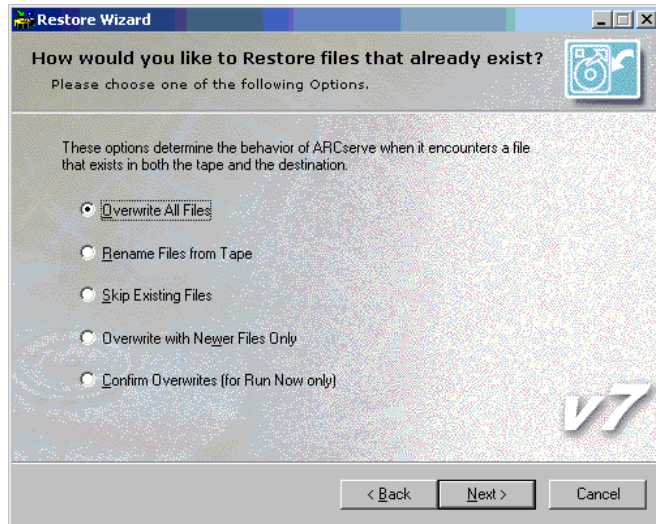 Restore Wizard
How would you like to Restore files that already exist?
Please choose one of the following Options.
These options determine the behavior of ARCserve when it encounters a file
that exists in both the tape and the destination.
Overwrite All Files
Rename Files from Tape
Skip Existing Files
Overwrite with Newer Files Only
Confirm Overwrites (for Run Now only)
v7
< Back Next > Cancel